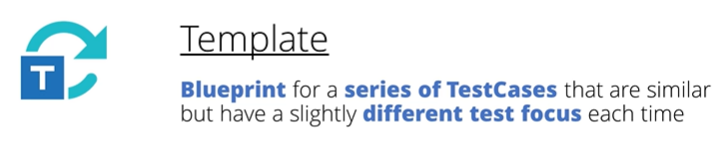 T
Template
Blueprint for a series of TestCases that are similar
but have a slightly different test focus each time